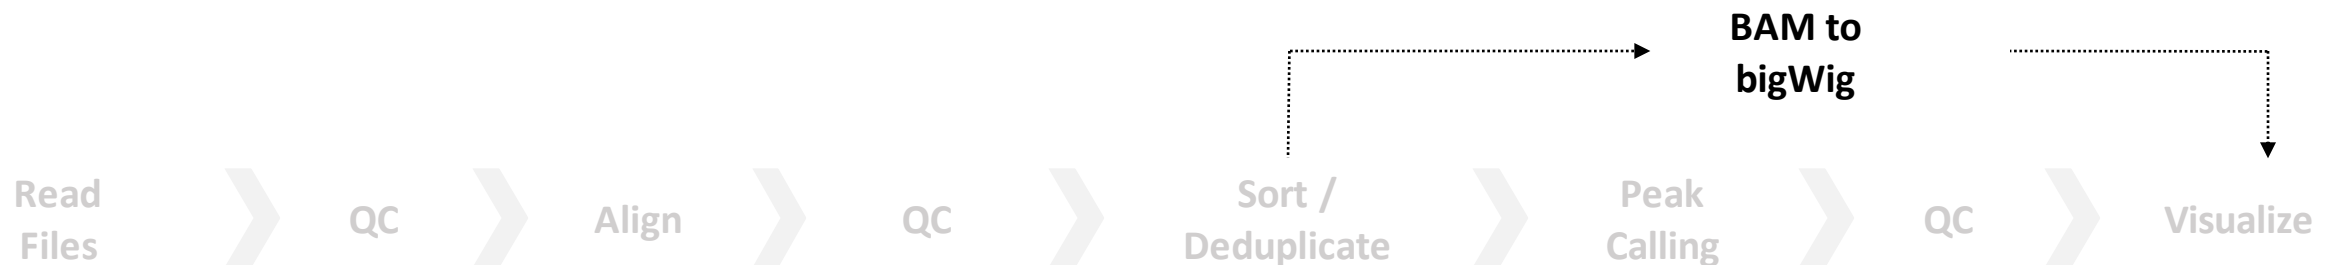 BAM to
bigWig
Read
Files
QC
Align
QC
Sort /
Deduplicate
Peak
Calling
QC
Visualize